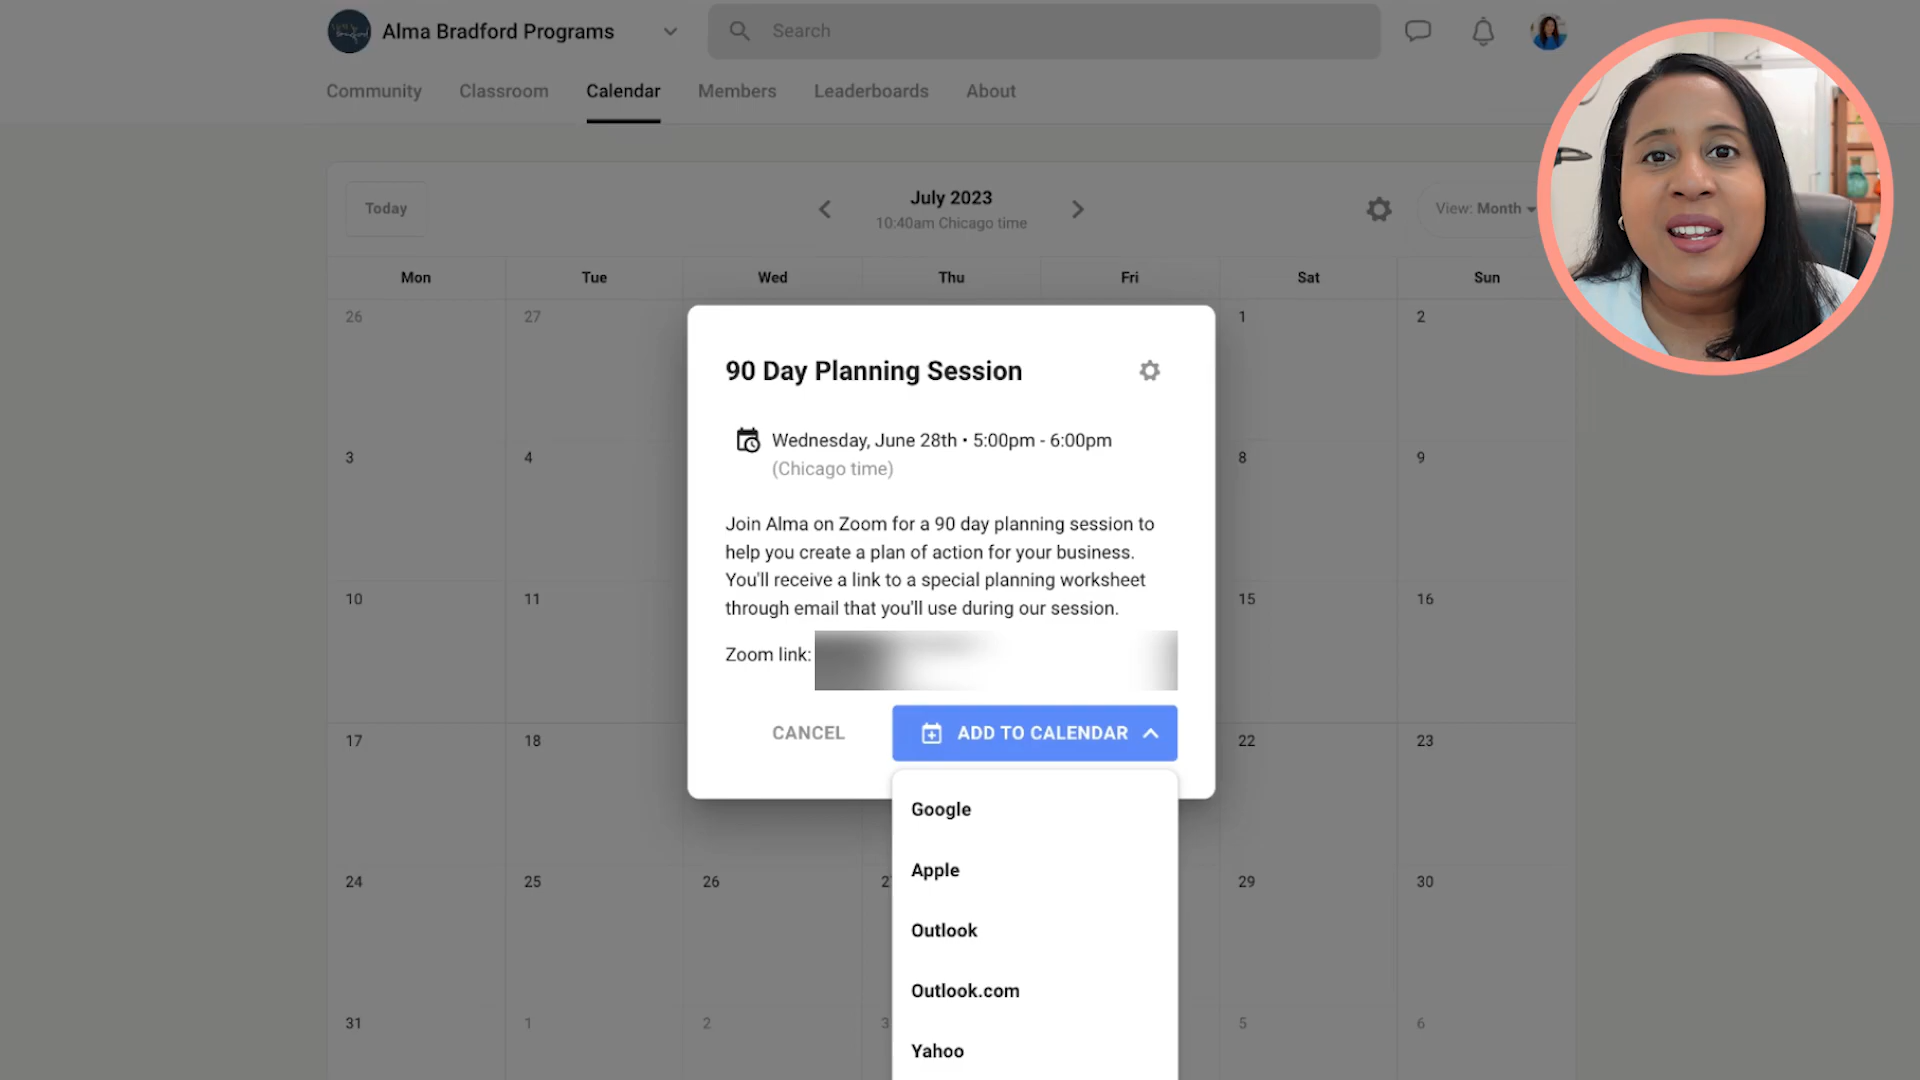 Alma Bradford Programs
Search
Community Classroom Calendar Members Leaderboards About
Today
July 2023
10:40am Chicago time
View: Month
Mon Tue Wed Thu Fri Sat Sun
26 27 1 2
90 Day Planning Session
Wednesday, June 28th • 5:00pm - 6:00pm
(Chicago time)
3 4 8 9
Join Alma on Zoom for a 90 day planning session to
help you create a plan of action for your business.
You'll receive a link to a special planning worksheet
through email that you'll use during our session.
10 11 15 16
Zoom link:
CANCEL ADD TO CALENDAR
17 18 22 23
Google
Apple
24 25 26 2 29 30
Outlook
Outlook.com
31 1 2 3 5 6
Yahoo